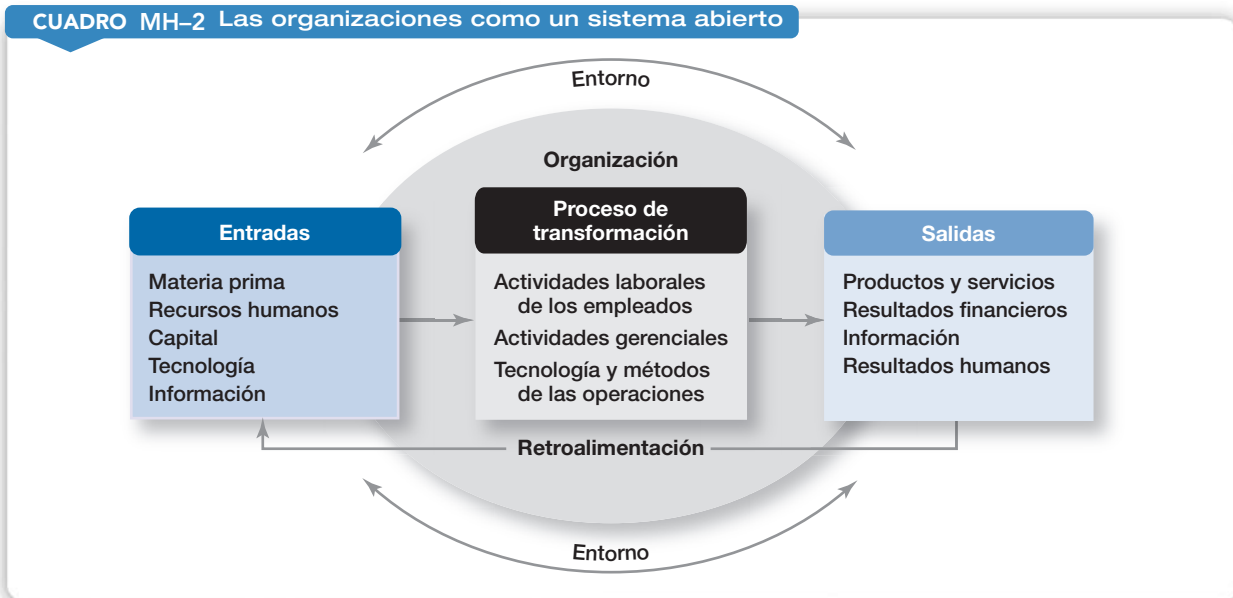 CUADRO MH–2 Las organizaciones como un sistema abierto
Entorno
Organización
Entradas
Materia prima
Recursos humanos
Capital
Tecnología
Información
Proceso de
transformación
Actividades laborales
de los empleados
Actividades gerenciales
Tecnología y métodos
de las operaciones
Salidas
Productos y servicios
Resultados financieros
Información
Resultados humanos
Retroalimentación
Entorno